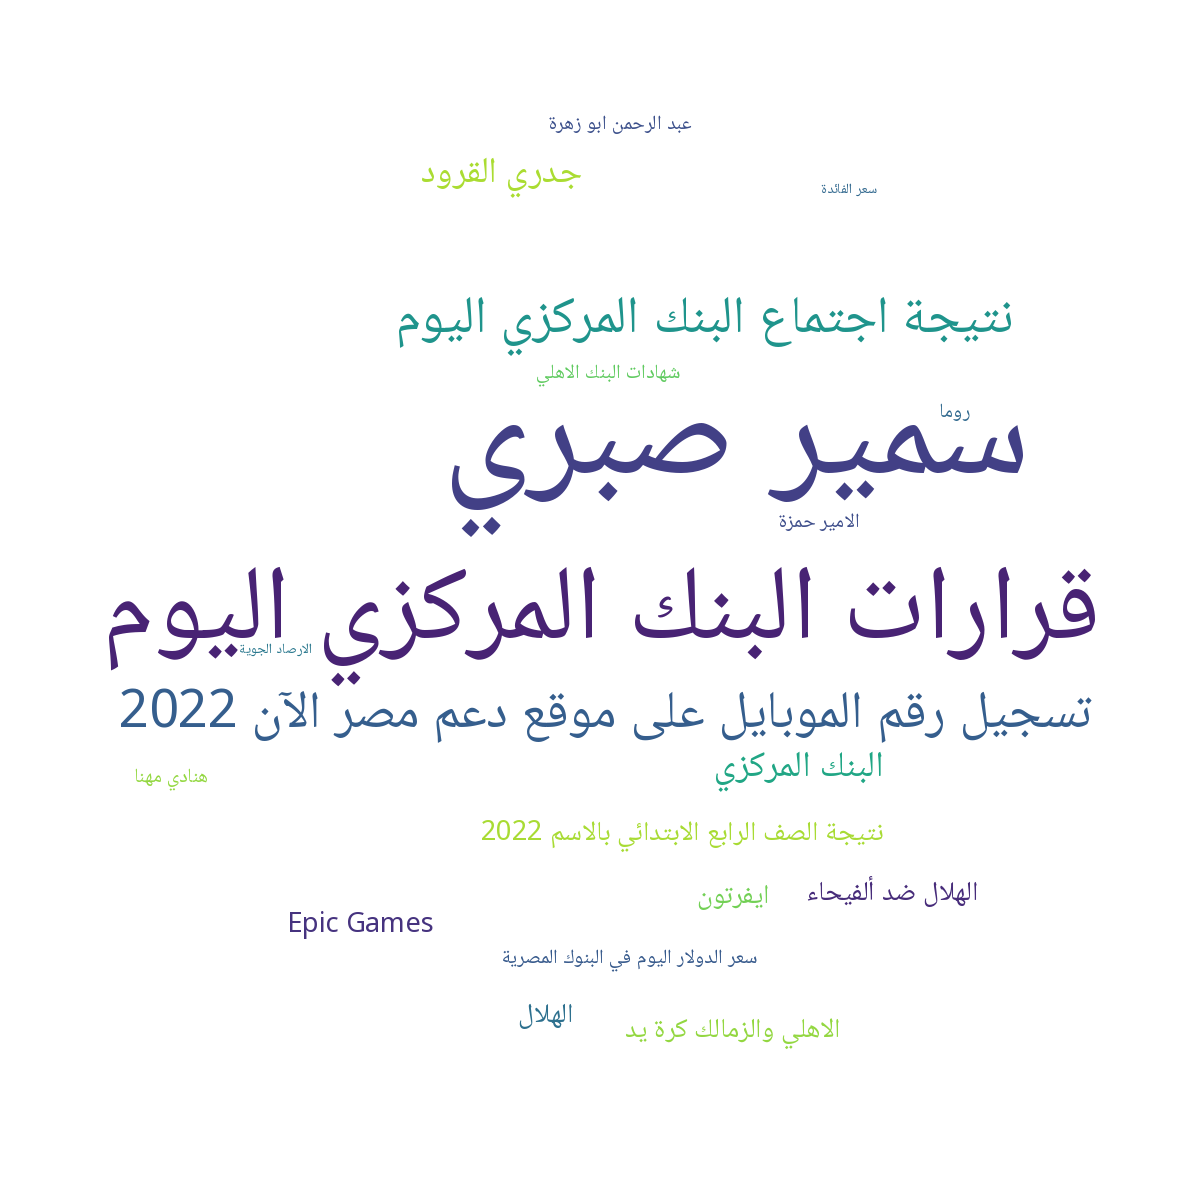 عبد الرحمن ابو زهرة
جدري القرود
سعر الفائدة
نتيجة اجتماع البنك المركزي اليوم
شهادات البنك الاهلي
روما
سمير صبري
الامير حمزة
قرارات البنك المركزي اليوم
الارصاد الجوية
تسجيل رقم الموبايل على موقع دعم مصر الآن 2022
البنك المركزي
هنادي مهنا
نتيجة الصف الرابع الابتدائي بالاسم 2022
الهلال ضد ألفيحاء
ايفرتون
Epic Games
سعر الدولار اليوم في البنوك المصرية
الهلال
الاهلي والزمالك كرة يد